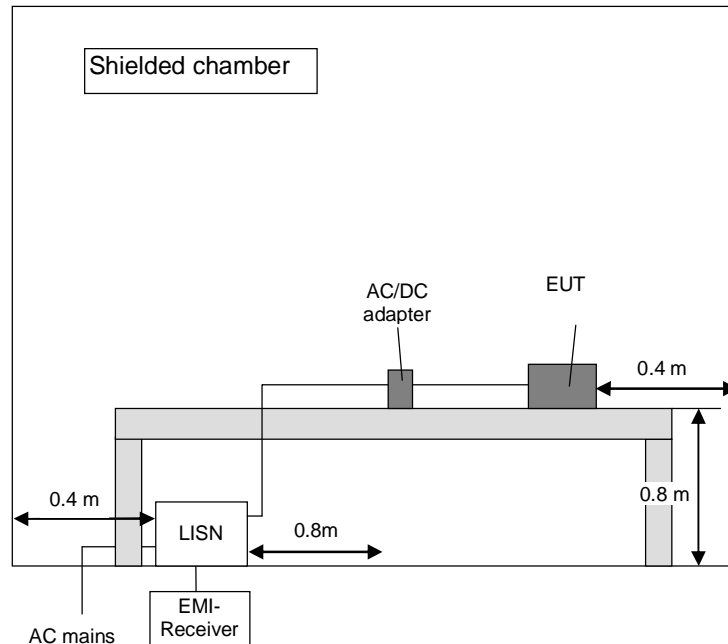 Shielded chamber
AC/DC
adapter
EUT
0.4 m
0.4 m
0.8 m
LISN
0.8m
EMI-
Receiver
AC mains